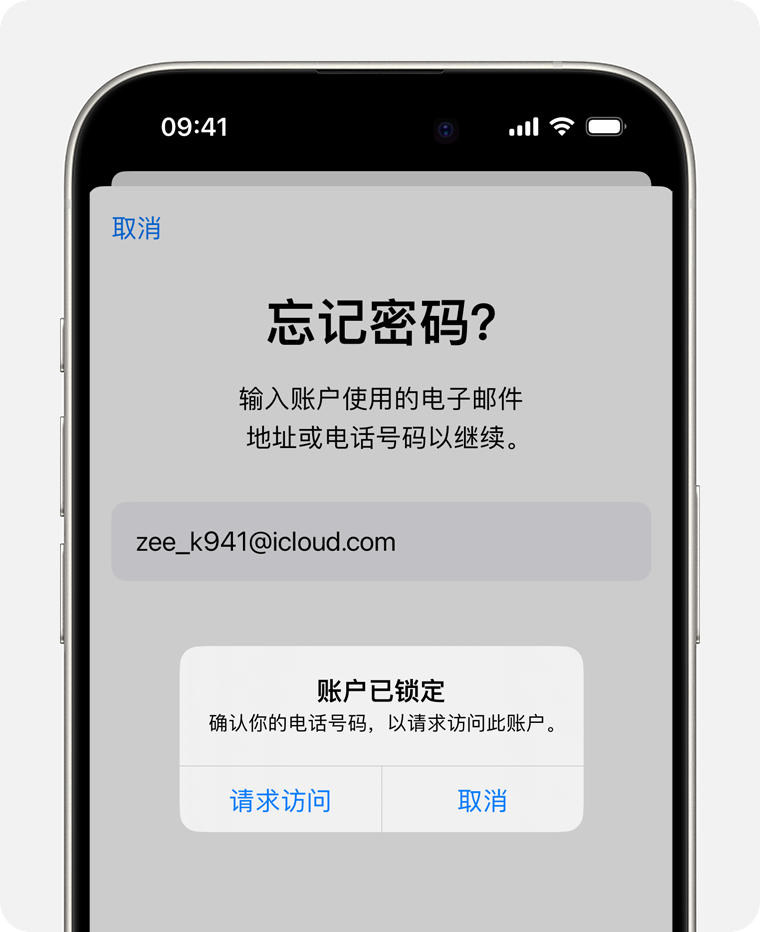 09:41
取消
忘记密码？
输入账户使用的电子邮件
地址或电话号码以继续。
zee_k941@icloud.com
账户已锁定
确认你的电话号码，以请求访问此账户。
请求访问
取消